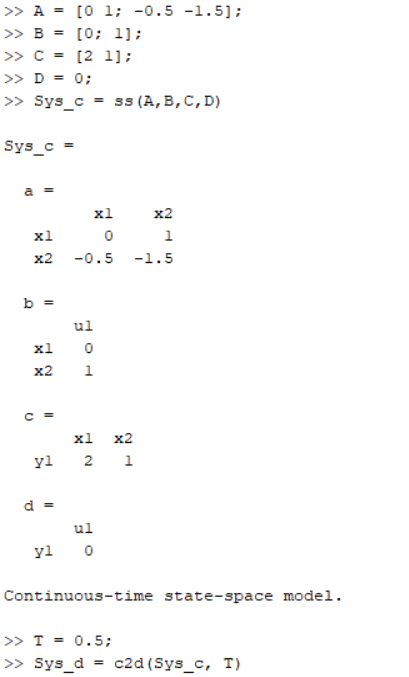 >> A = [0 1; -0.5 -1.5];
>> B = [0; 1];
>> C = [2 1];
>> D = 0;
>> Sys_c = ss(A,B,C,D)
Sys_c =
a =
x1 x2
x1 0 1
x2 -0.5 -1.5
b =
u1
x1 0
x2 1
c =
x1 x2
y1 2 1
d =
u1
y1 0
Continuous-time state-space model.
>> T = 0.5;
>> Sys_d = c2d(Sys_c, T)